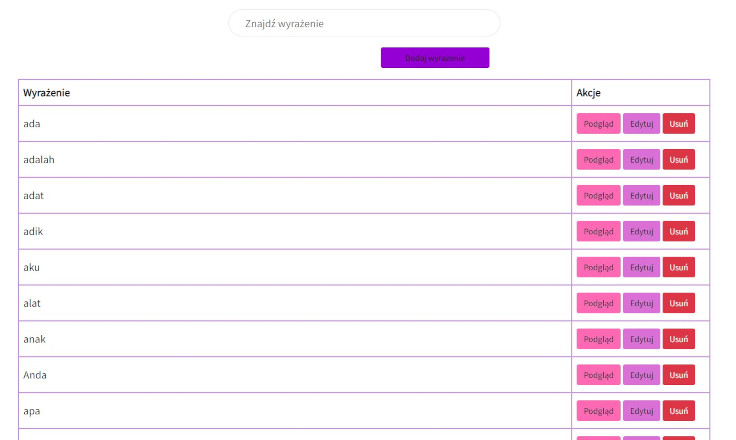 Znajdź wyrażenie
Dodaj wyrażenie
Wyrażenie Akcje
ada Podgląd Edytuj Usuń
adalah Podgląd Edytuj Usuń
adat Podgląd Edytuj Usuń
adik Podgląd Edytuj Usuń
aku Podgląd Edytuj Usuń
alat Podgląd Edytuj Usuń
anak Podgląd Edytuj Usuń
Anda Podgląd Edytuj Usuń
apa Podgląd Edytuj Usuń